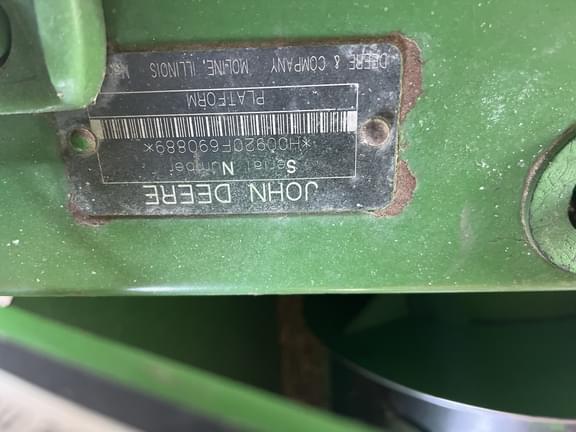 JOHN DEERE
Serial Number
*H00920F690889*
PLATFORM
DEERE & COMPANY MOLINE, ILLINOIS